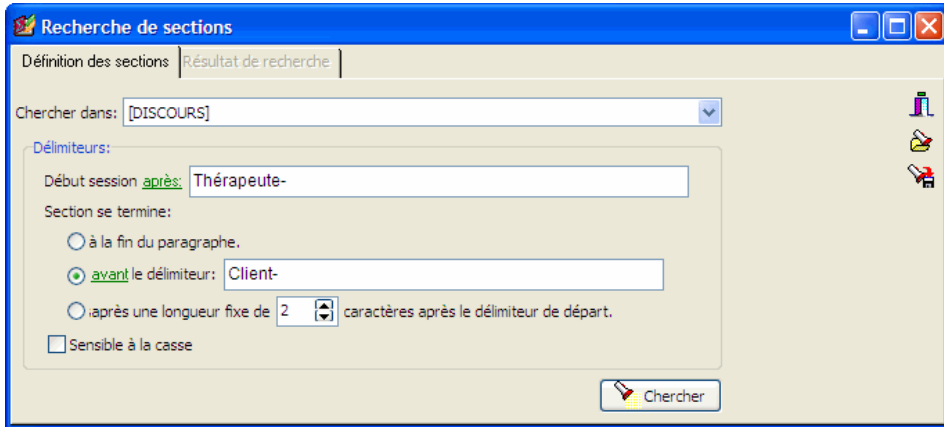 Recherche de sections
Définition des sections Résultat de recherche
Chercher dans: [DISCOURS]
Délimiteurs:
Début session après: Thérapeute-
Section se termine:
à la fin du paragraphe.
avant le délimiteur: Client-
après une longueur fixe de 2 caractères après le délimiteur de départ.
Sensible à la casse
Chercher